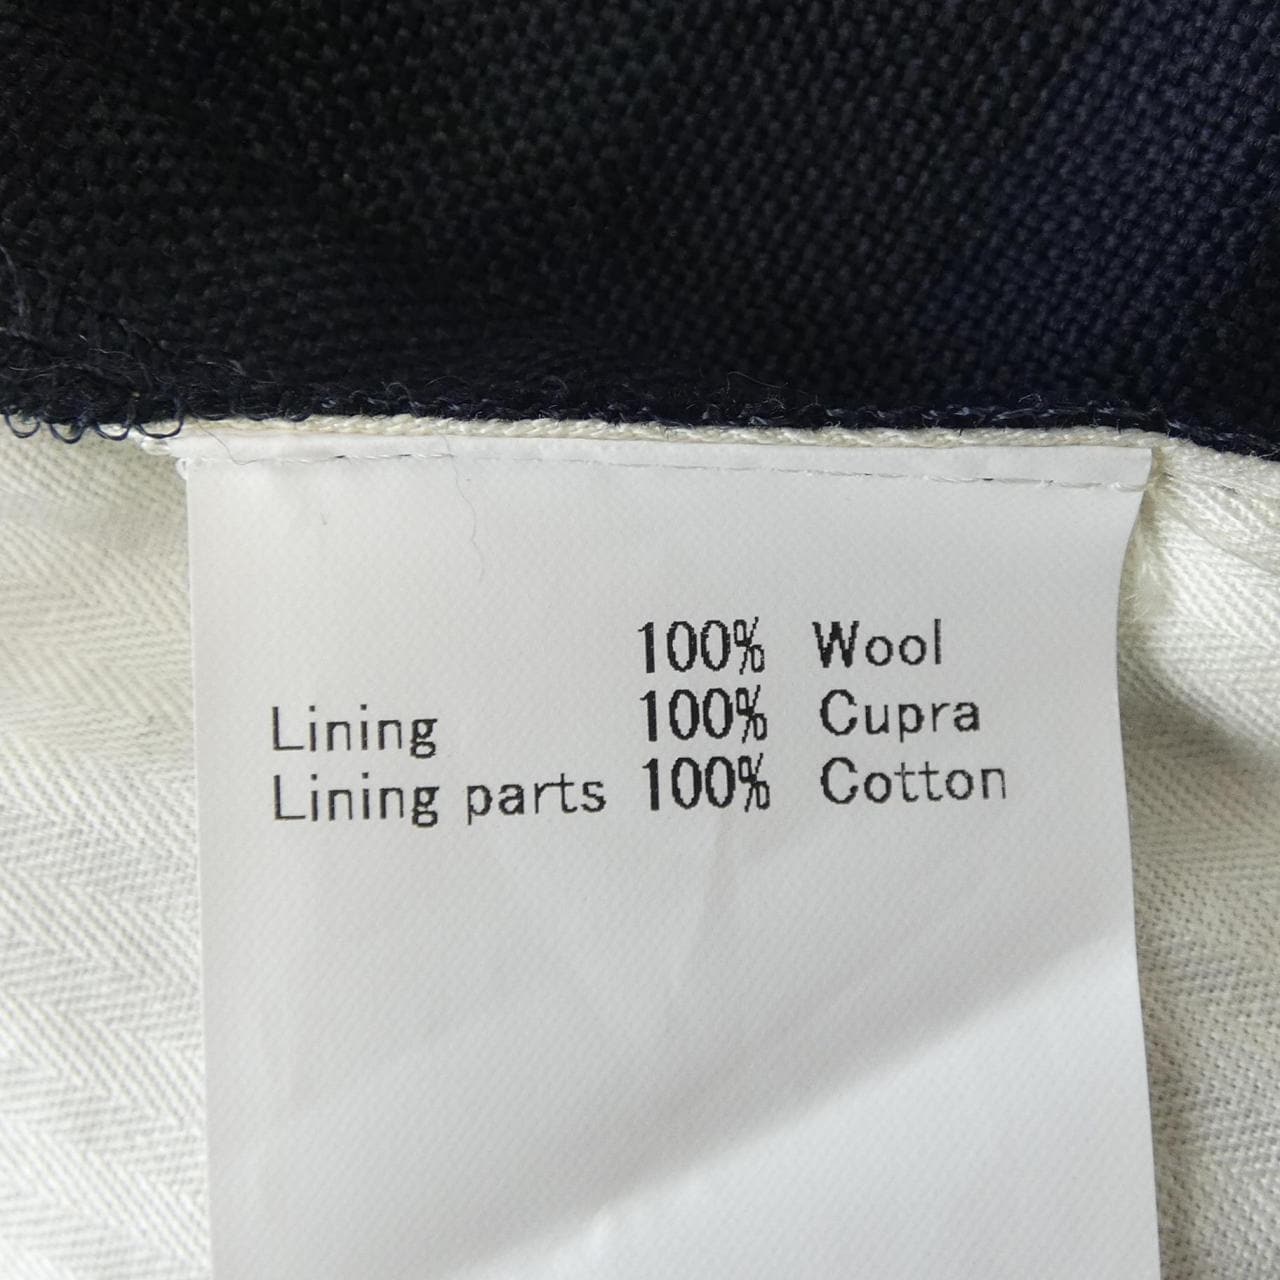 100% Wool
Lining 100% Cupra
Lining parts 100% Cotton